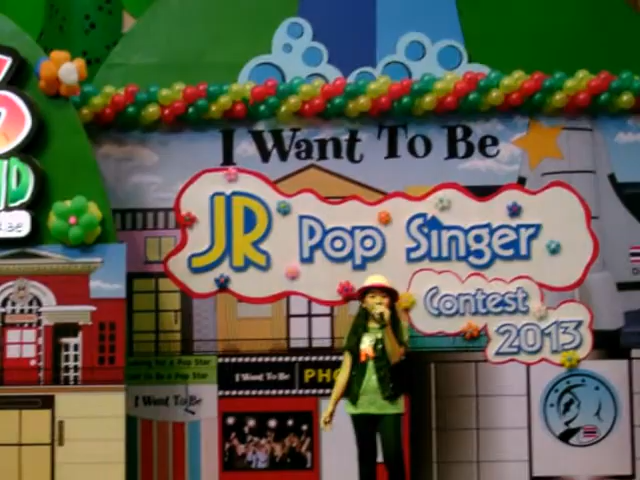 I Want To Be
JR Pop Singer
Contest
2013
I Want To Be
I Want To Be
PHO